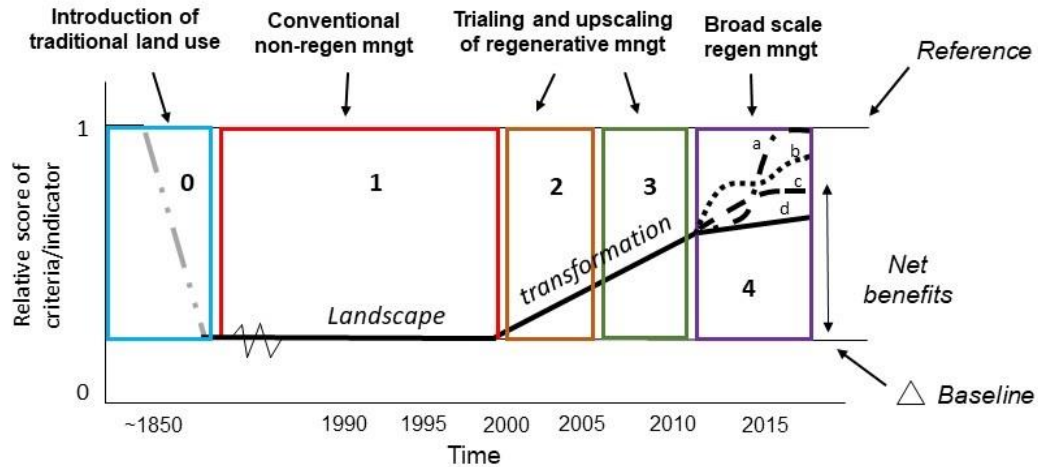 Introduction of
traditional land use
Conventional
non-regen mngt
Trialing and upscaling
of regenerative mngt
Broad scale
regen mngt
Reference
1
0
1
2
3
4
a
b
c
d
Relative score of
criteria/indicator
Landscape
transformation
Net
benefits
0
△ Baseline
~1850
1990
1995
2000
2005
2010
2015
Time